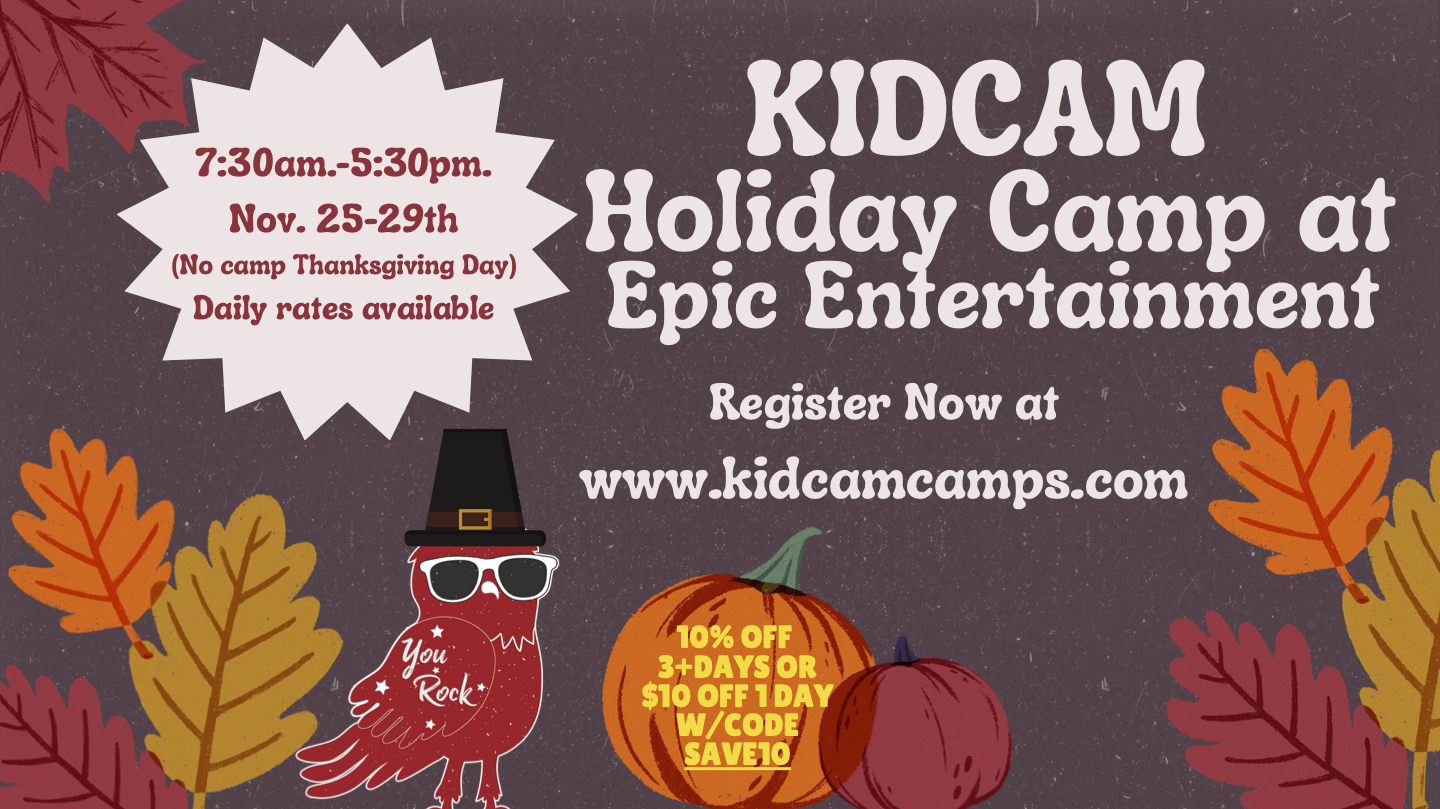 7:30am.-5:30pm.
Nov. 25-29th
(No camp Thanksgiving Day)
Daily rates available
KIDCAM
Holiday Camp at
Epic Entertainment
Register Now at
www.kidcamcamps.com
You
Rock
10% OFF
3+DAYS OR
$10 OFF 1 DAY
W/CODE
SAVE10